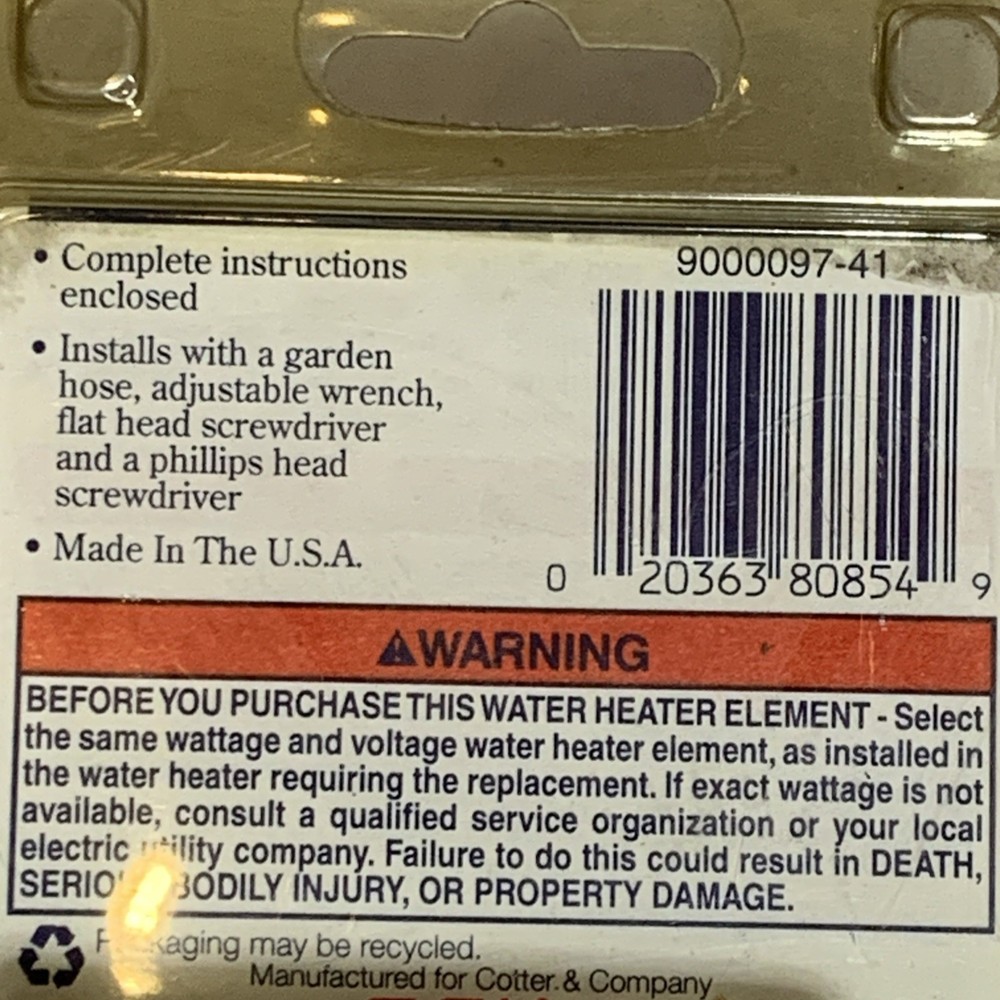 • Complete instructions
enclosed
• Installs with a garden
hose, adjustable wrench,
flat head screwdriver
and a phillips head
screwdriver
• Made In The U.S.A.
9000097-41
0 20363 80854 9
⚠WARNING
BEFORE YOU PURCHASE THIS WATER HEATER ELEMENT - Select
the same wattage and voltage water heater element, as installed in
the water heater requiring the replacement. If exact wattage is not
available, consult a qualified service organization or your local
electric utility company. Failure to do this could result in DEATH,
SERIOUS BODILY INJURY, OR PROPERTY DAMAGE.
Packaging may be recycled.
Manufactured for Cotter & Company